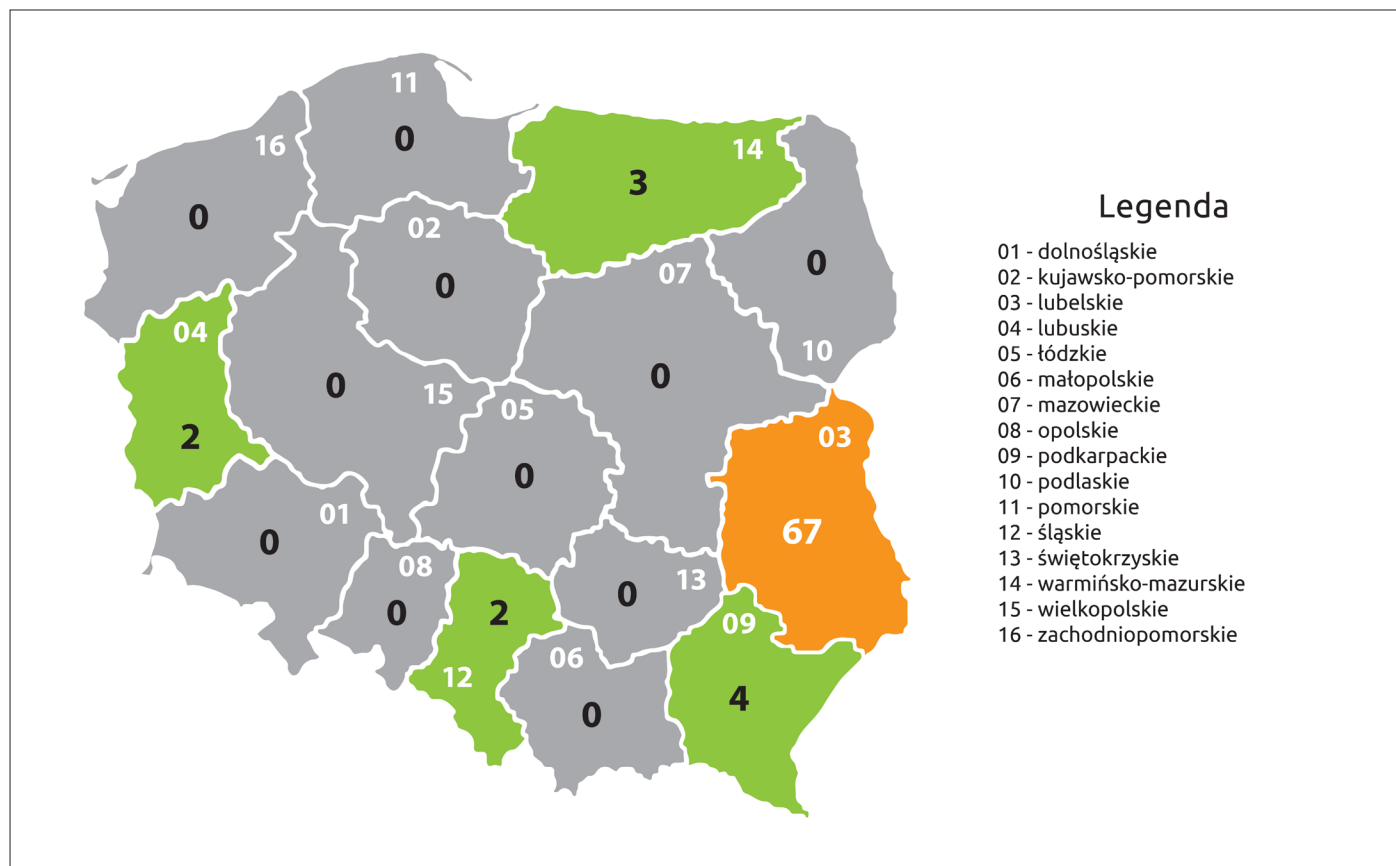 11
0
16
0
14
3
02
0
07
0
10
0
04
2
15
0
05
0
03
67
01
0
08
0
12
2
13
0
06
0
09
4
Legenda
01 - dolnośląskie
02 - kujawsko-pomorskie
03 - lubelskie
04 - lubuskie
05 - łódzkie
06 - małopolskie
07 - mazowieckie
08 - opolskie
09 - podkarpackie
10 - podlaskie
11 - pomorskie
12 - śląskie
13 - świętokrzyskie
14 - warmińsko-mazurskie
15 - wielkopolskie
16 - zachodniopomorskie